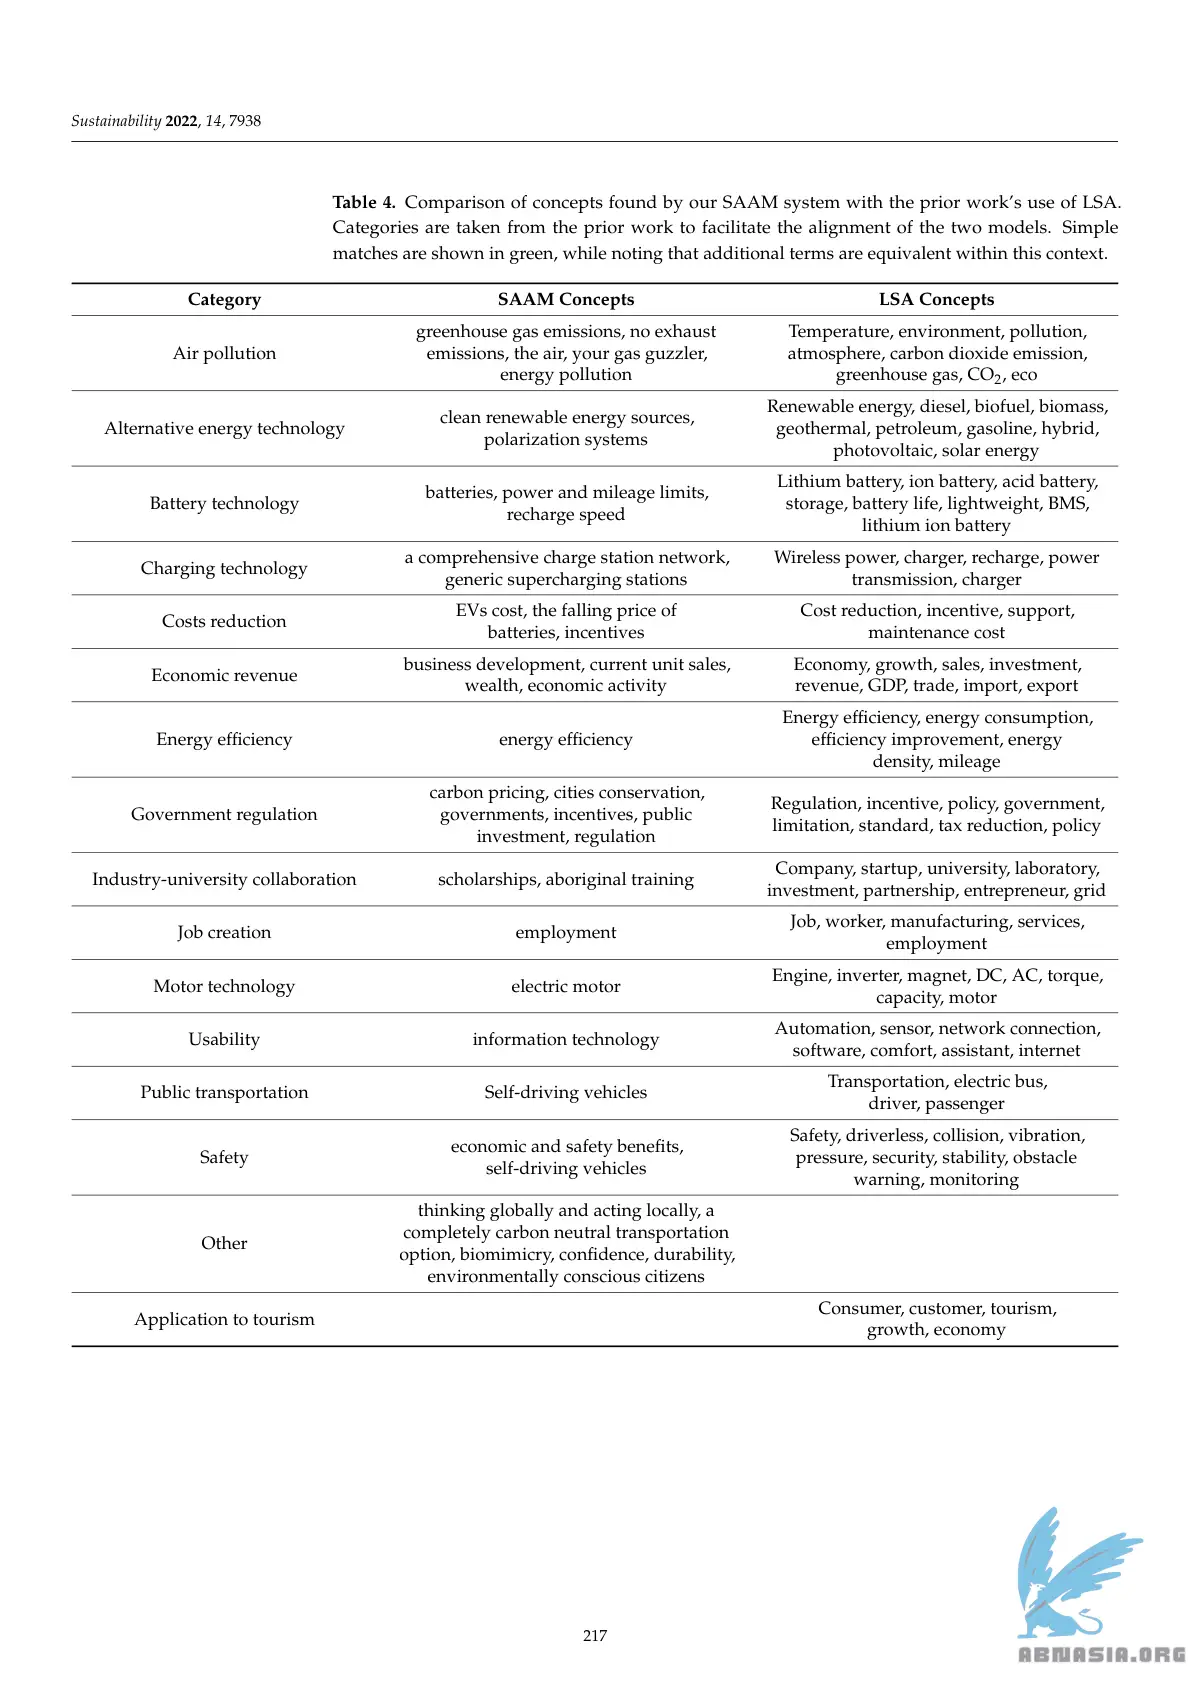 Sustainability 2022, 14, 7938
Table 4. Comparison of concepts found by our SAAM system with the prior work's use of LSA.
Categories are taken from the prior work to facilitate the alignment of the two models. Simple
matches are shown in green, while noting that additional terms are equivalent within this context.
Category SAAM Concepts LSA Concepts
Air pollution
greenhouse gas emissions, no exhaust
emissions, the air, your gas guzzler,
energy pollution
Temperature, environment, pollution,
atmosphere, carbon dioxide emission,
greenhouse gas, CO2, eco
Alternative energy technology
clean renewable energy sources,
polarization systems
Renewable energy, diesel, biofuel, biomass,
geothermal, petroleum, gasoline, hybrid,
photovoltaic, solar energy
Battery technology
batteries, power and mileage limits,
recharge speed
Lithium battery, ion battery, acid battery,
storage, battery life, lightweight, BMS,
lithium ion battery
Charging technology
a comprehensive charge station network,
generic supercharging stations
Wireless power, charger, recharge, power
transmission, charger
Costs reduction
EVs cost, the falling price of
batteries, incentives
Cost reduction, incentive, support,
maintenance cost
Economic revenue
business development, current unit sales,
wealth, economic activity
Economy, growth, sales, investment,
revenue, GDP, trade, import, export
Energy efficiency
energy efficiency
Energy efficiency, energy consumption,
efficiency improvement, energy
density, mileage
Government regulation
carbon pricing, cities conservation,
governments, incentives, public
investment, regulation
Regulation, incentive, policy, government,
limitation, standard, tax reduction, policy
Industry-university collaboration
scholarships, aboriginal training
Company, startup, university, laboratory,
investment, partnership, entrepreneur, grid
Job creation
employment
Job, worker, manufacturing, services,
employment
Motor technology
electric motor
Engine, inverter, magnet, DC, AC, torque,
capacity, motor
Usability
information technology
Automation, sensor, network connection,
software, comfort, assistant, internet
Public transportation
Self-driving vehicles
Transportation, electric bus,
driver, passenger
Safety
economic and safety benefits,
self-driving vehicles
Safety, driverless, collision, vibration,
pressure, security, stability, obstacle
warning, monitoring
Other
thinking globally and acting locally, a
completely carbon neutral transportation
option, biomimicry, confidence, durability,
environmentally conscious citizens
Application to tourism
Consumer, customer, tourism,
growth, economy
217
ABNASIA.ORG